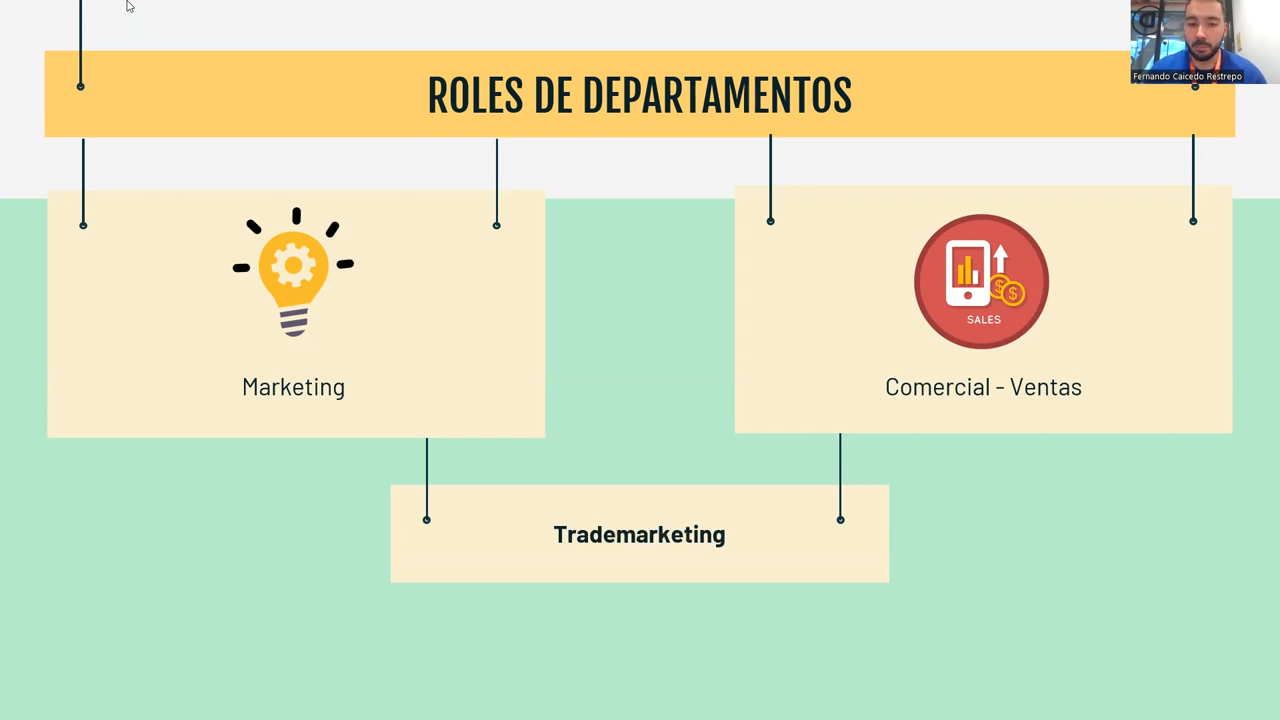 Fernando Caicedo Restrepo
ROLES DE DEPARTAMENTOS
$
$
SALES
Marketing
Comercial - Ventas
Trademarketing